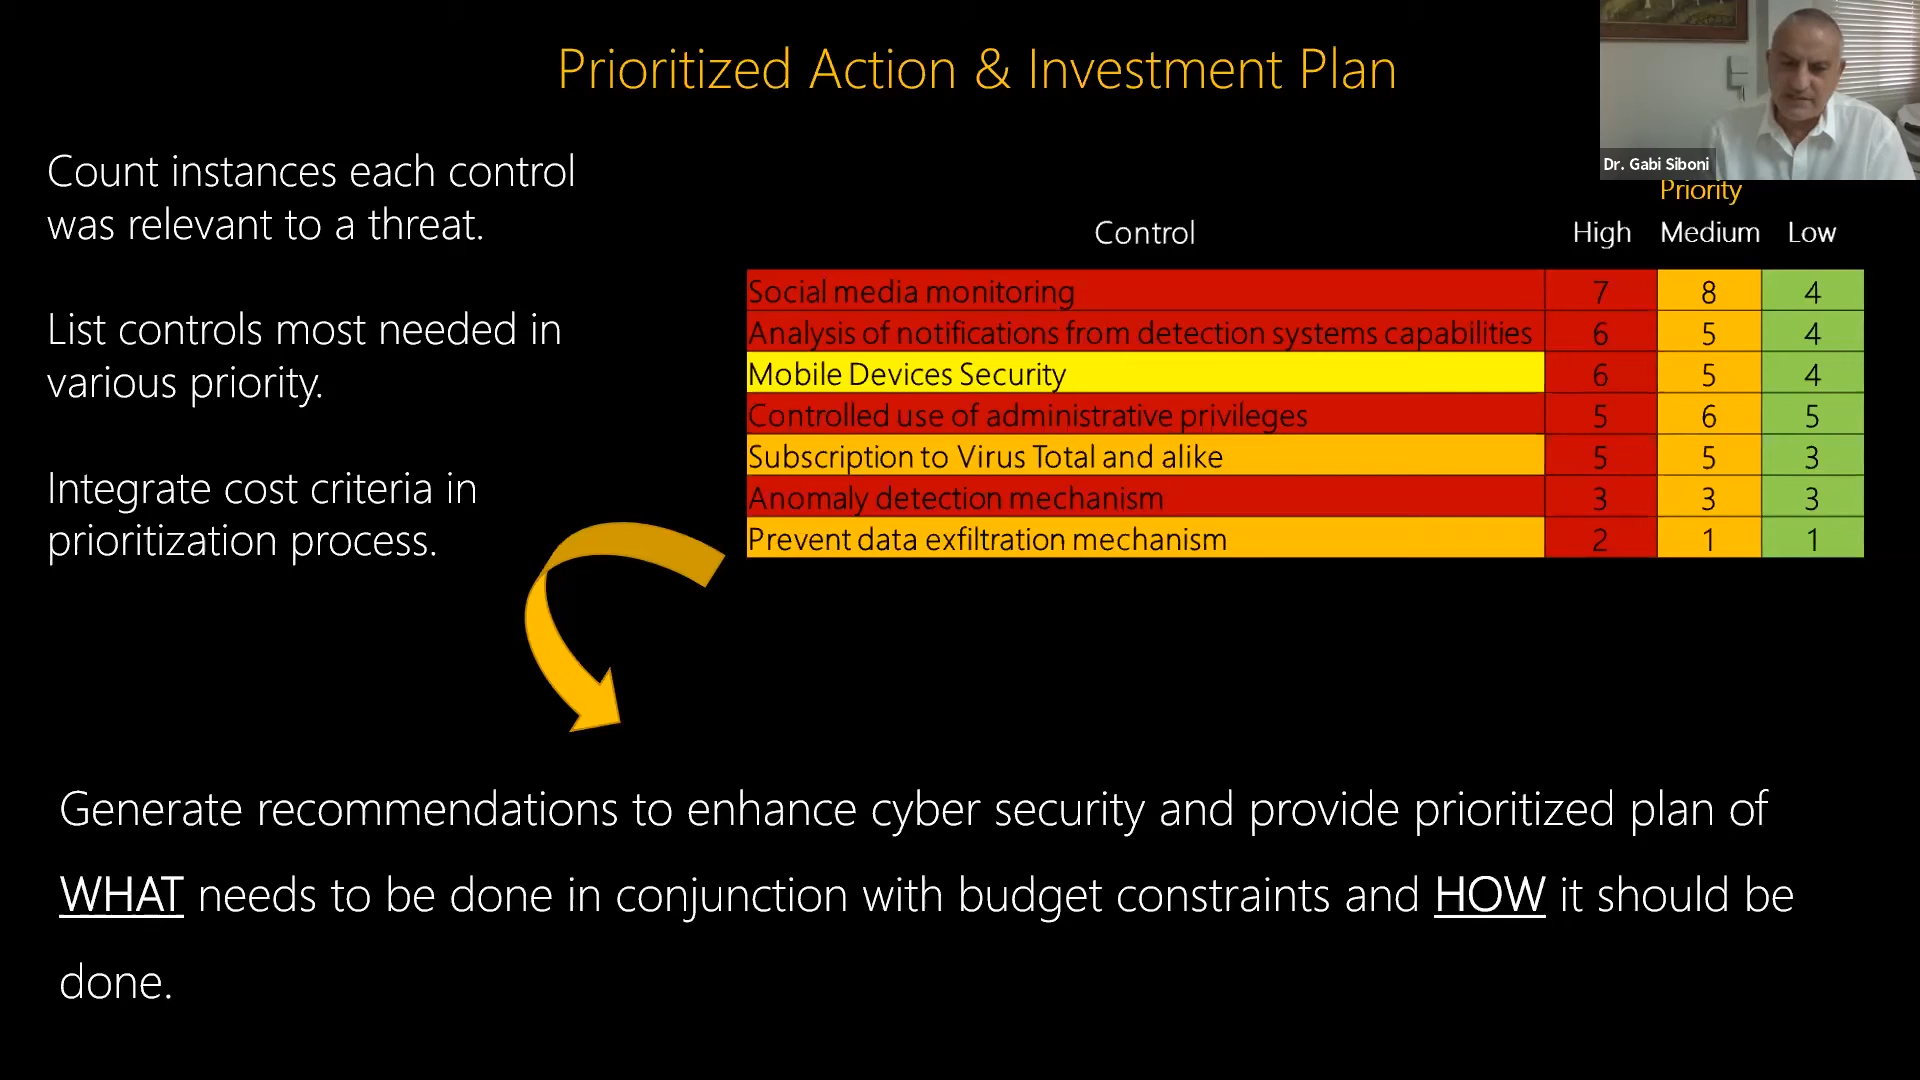 Prioritized Action & Investment Plan
Dr. Gabi Siboni
Count instances each control
was relevant to a threat.
List controls most needed in
various priority.
Integrate cost criteria in
prioritization process.
Priority
Control High Medium Low
Social media monitoring 7 8 4
Analysis of notifications from detection systems capabilities 6 5 4
Mobile Devices Security 6 5 4
Controlled use of administrative privileges 5 6 5
Subscription to Virus Total and alike 5 5 3
Anomaly detection mechanism 3 3 3
Prevent data exfiltration mechanism 2 1 1
Generate recommendations to enhance cyber security and provide prioritized plan of
WHAT needs to be done in conjunction with budget constraints and HOW it should be
done.